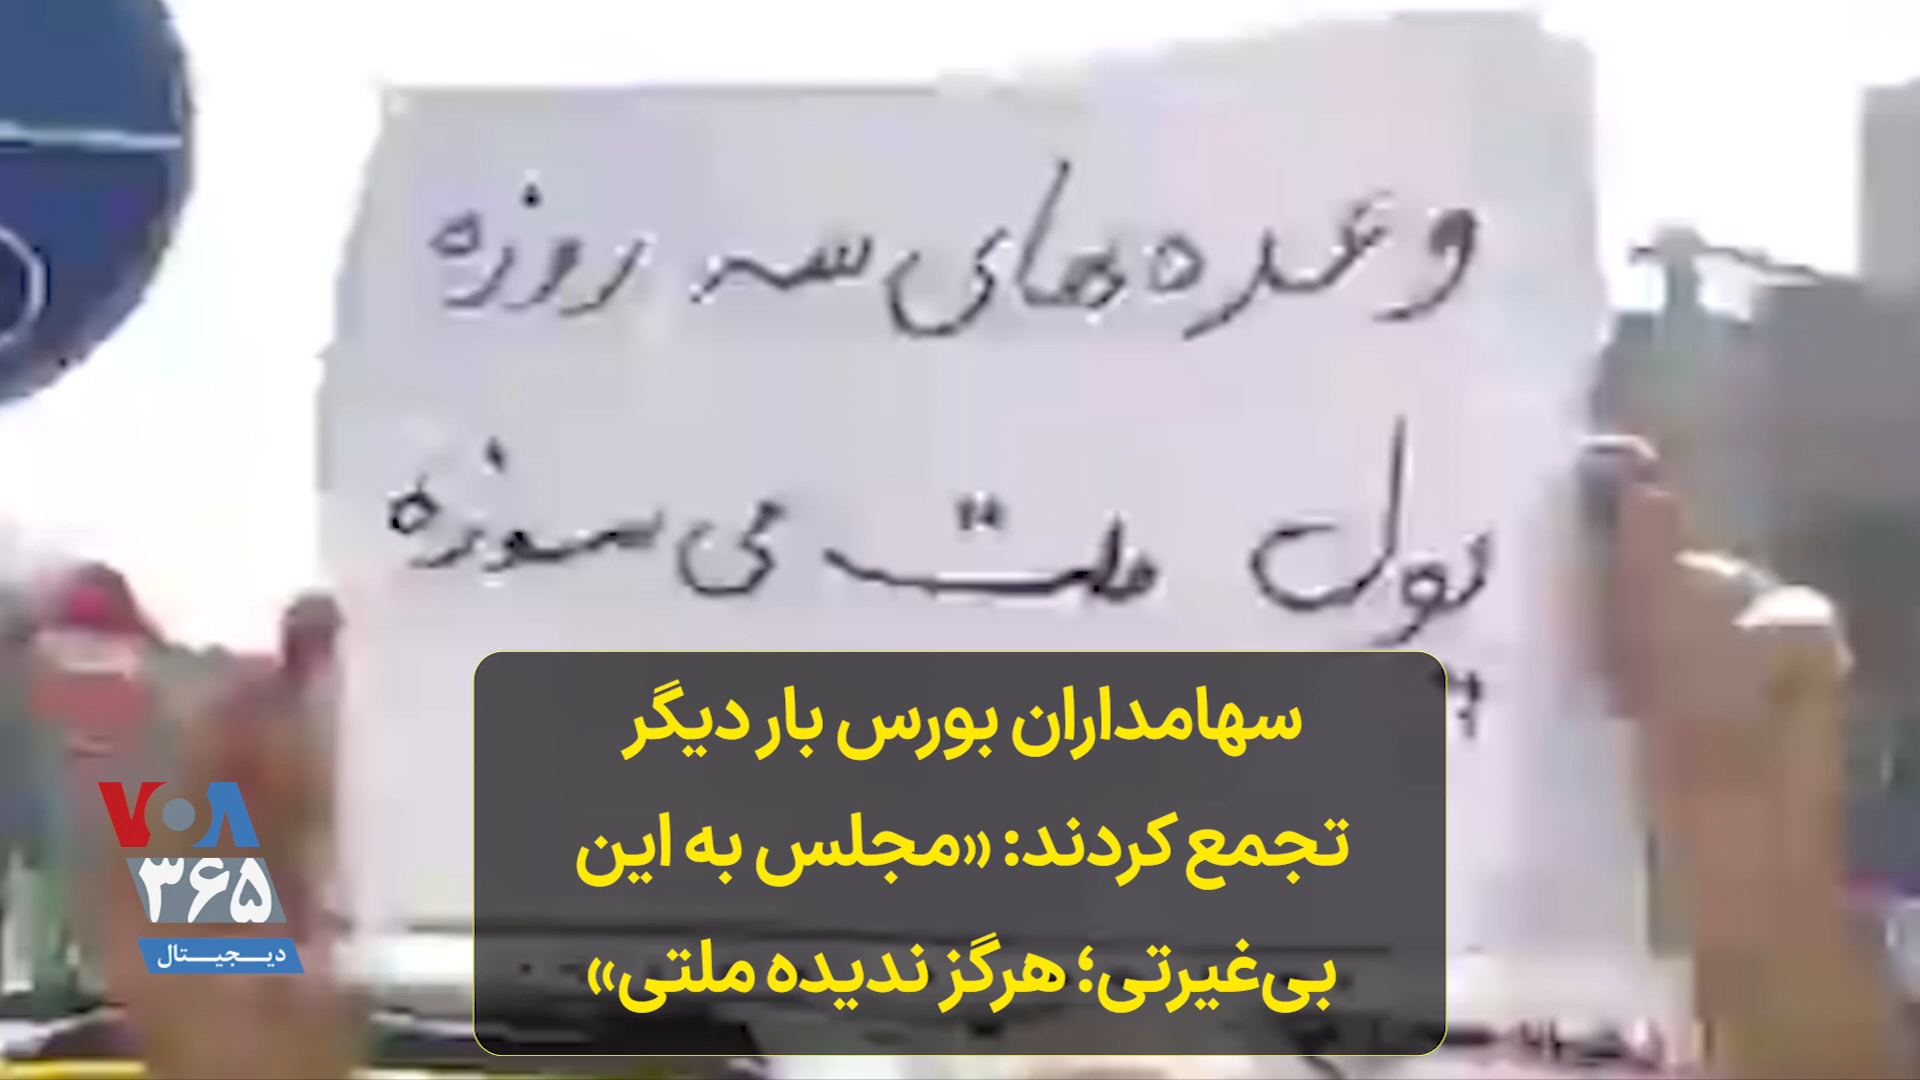 وعده های سه روزه
پول ملت می سوزه
سهامداران بورس بار دیگر
تجمع کردند: «مجلس به این
بی‌غیرتی؛ هرگز ندیده ملتی»
VOA
۳۶۵
دیـجیـتال